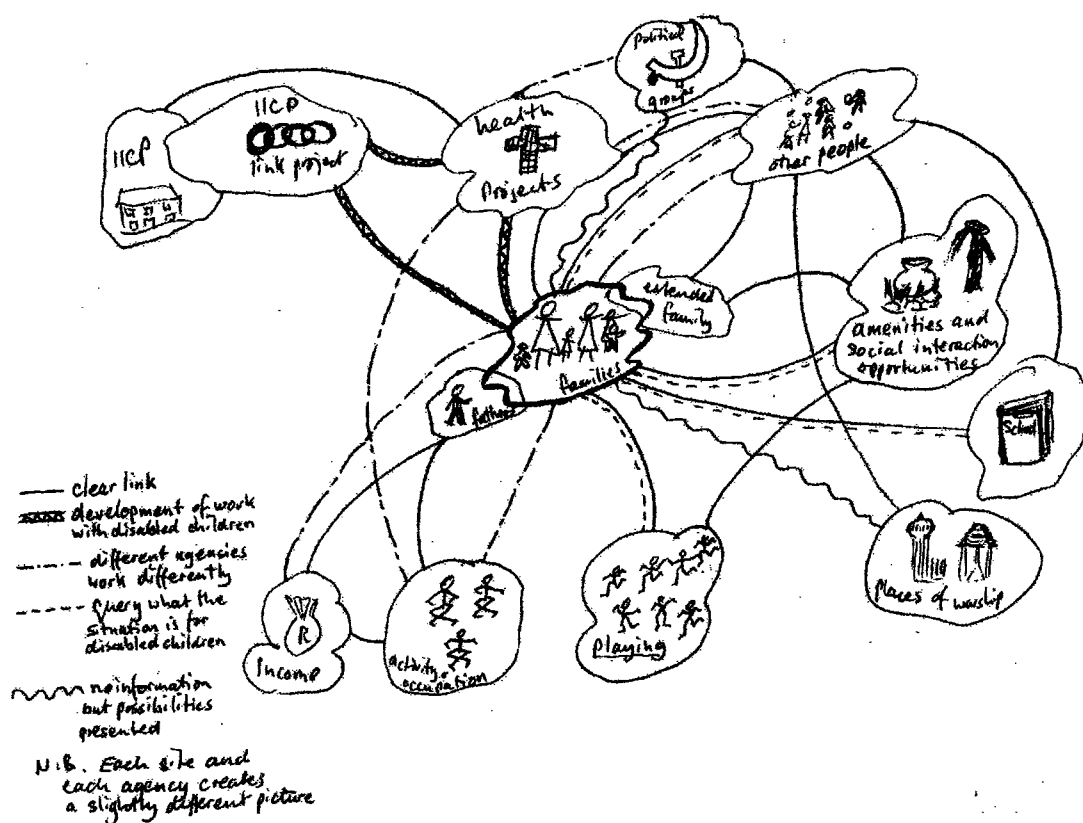 Political
groups
IICP
IICP
link project
health
projects
other people
extended
family
families
fathers
amenities and
social interaction
opportunities
School
Places of worship
Income
R
activity &
occupation
playing
clear link
development of work
with disabled children
different agencies
work differently
Query what the
situation is for
disabled children
no information
but possibilities
presented
N.B. Each site and
each agency creates
a slightly different picture